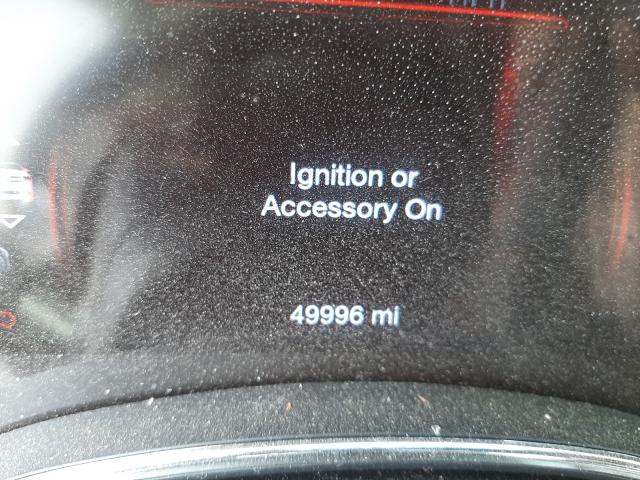 Ignition or
Accessory On
49996 mi